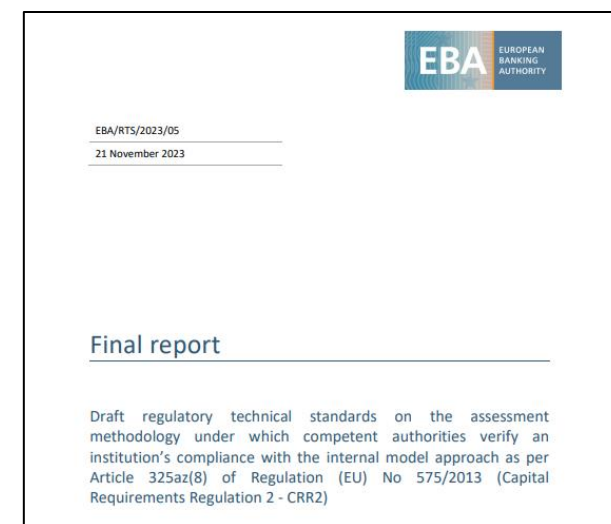 EBA
EUROPEAN
BANKING
AUTHORITY
EBA/RTS/2023/05
21 November 2023
Final report
Draft regulatory technical standards on the assessment
methodology under which competent authorities verify an
institution's compliance with the internal model approach as per
Article 325az(8) of Regulation (EU) No 575/2013 (Capital
Requirements Regulation 2 - CRR2)